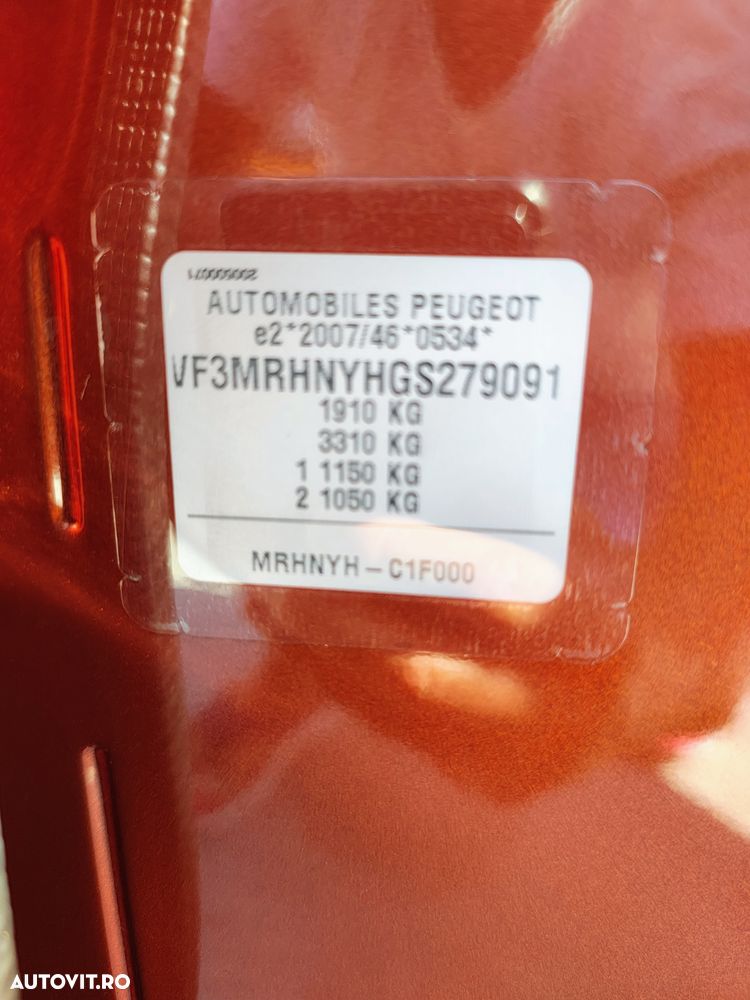 200500071
AUTOMOBILES PEUGEOT
e2*2007/46*0534*
VF3MRHNYHGS279091
1910 KG
3310 KG
1 1150 KG
2 1050 KG
MRHNYH - C1F000
AUTOVIT.RO